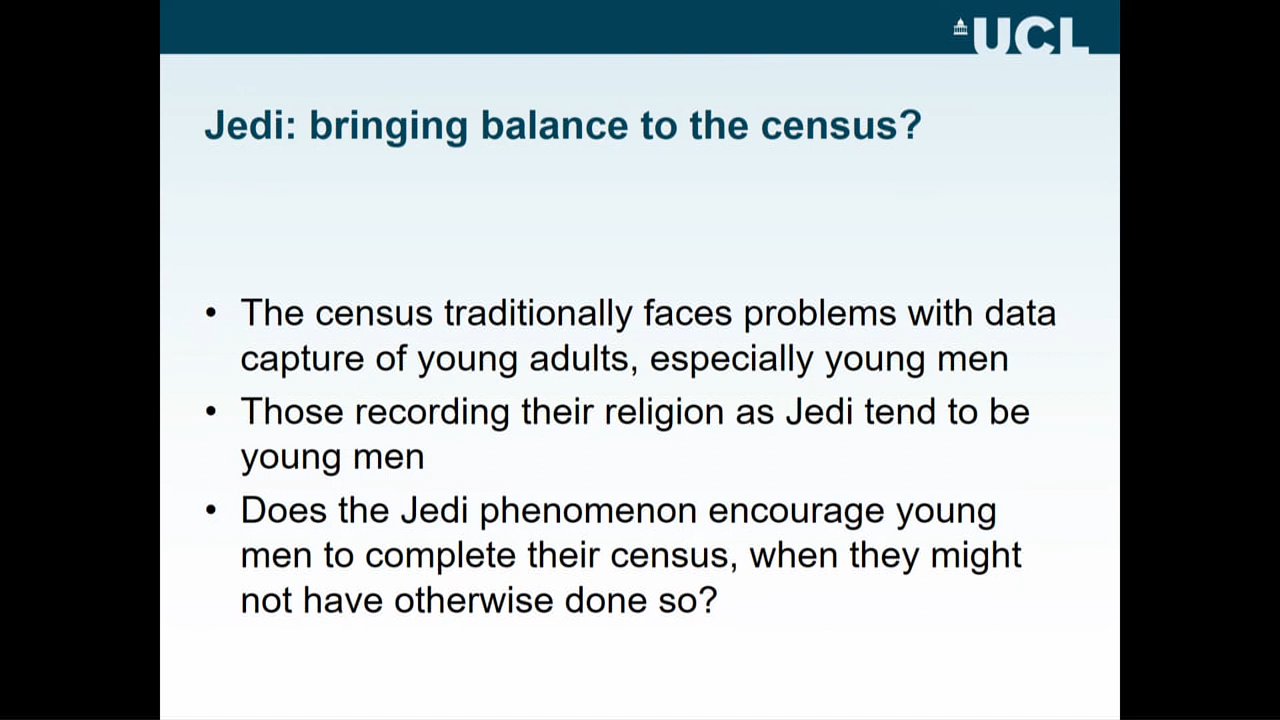 UCL
Jedi: bringing balance to the census?
• The census traditionally faces problems with data
capture of young adults, especially young men
• Those recording their religion as Jedi tend to be
young men
• Does the Jedi phenomenon encourage young
men to complete their census, when they might
not have otherwise done so?